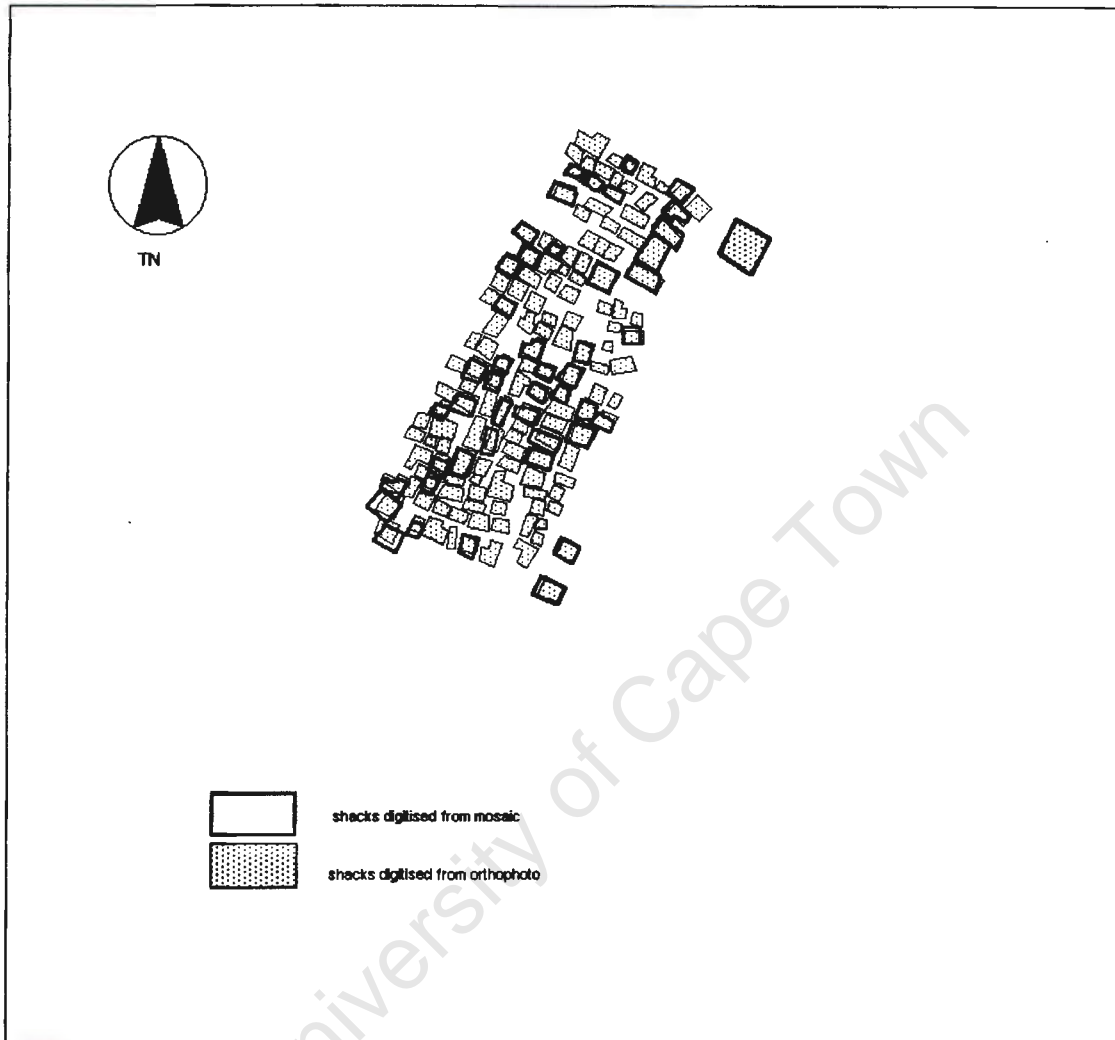 TN
shacks digitised from mosaic
shacks digitised from orthophoto
University of Cape Town